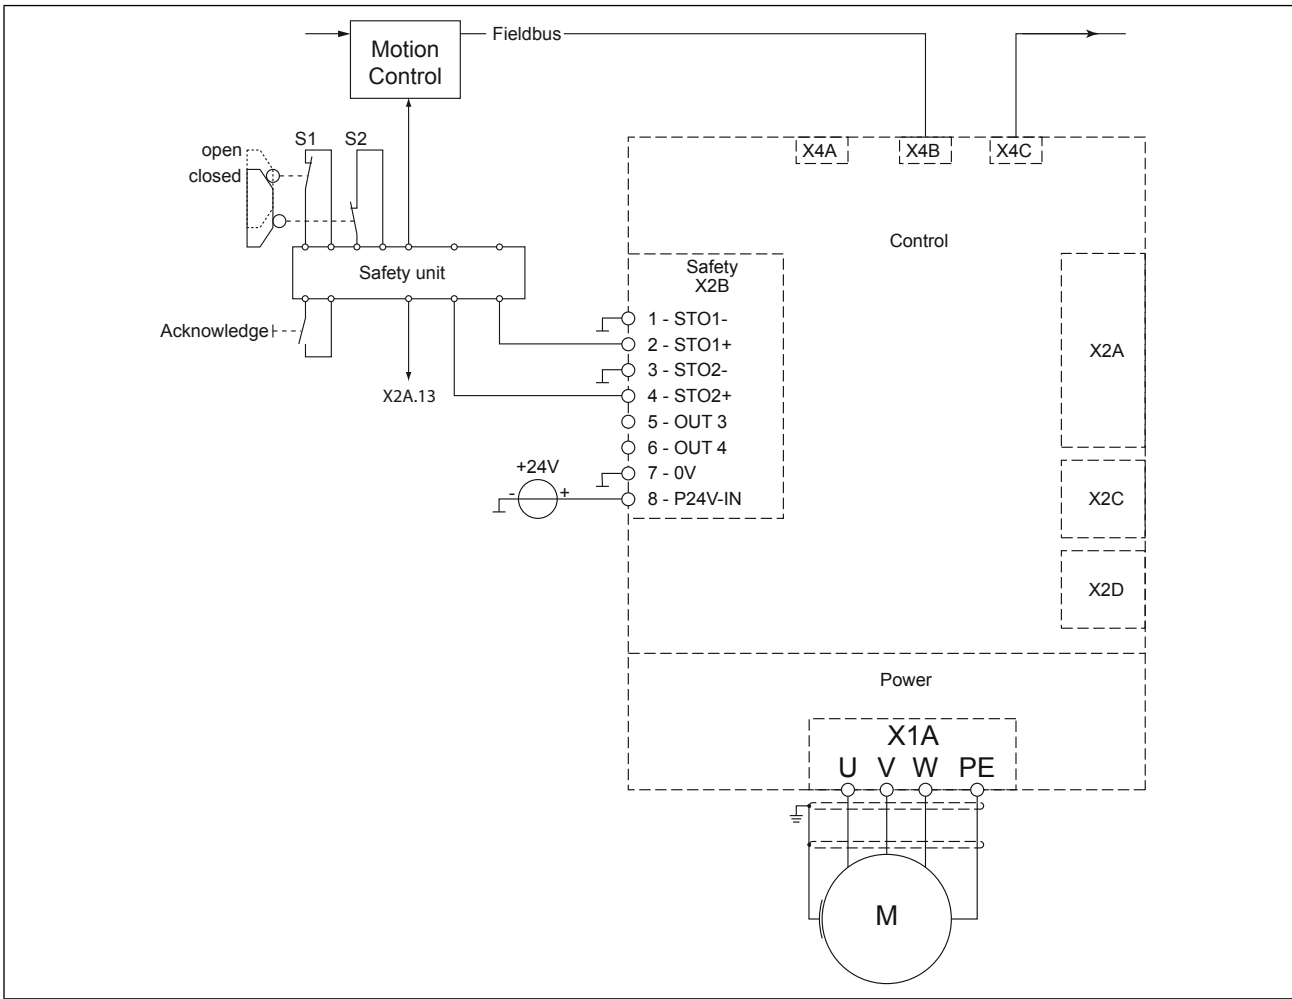 Fieldbus
Motion
Control
S1
S2
open
closed
X4A
X4B
X4C
Control
Safety unit
Safety
X2B
1 - STO1-
Acknowledge
2 - STO1+
X2A
3 - STO2-
X2A.13
4 - STO2+
5 - OUT 3
6 - OUT 4
+24V
7 - 0V
- +
8 - P24V-IN
X2C
X2D
Power
X1A
U V W PE
M